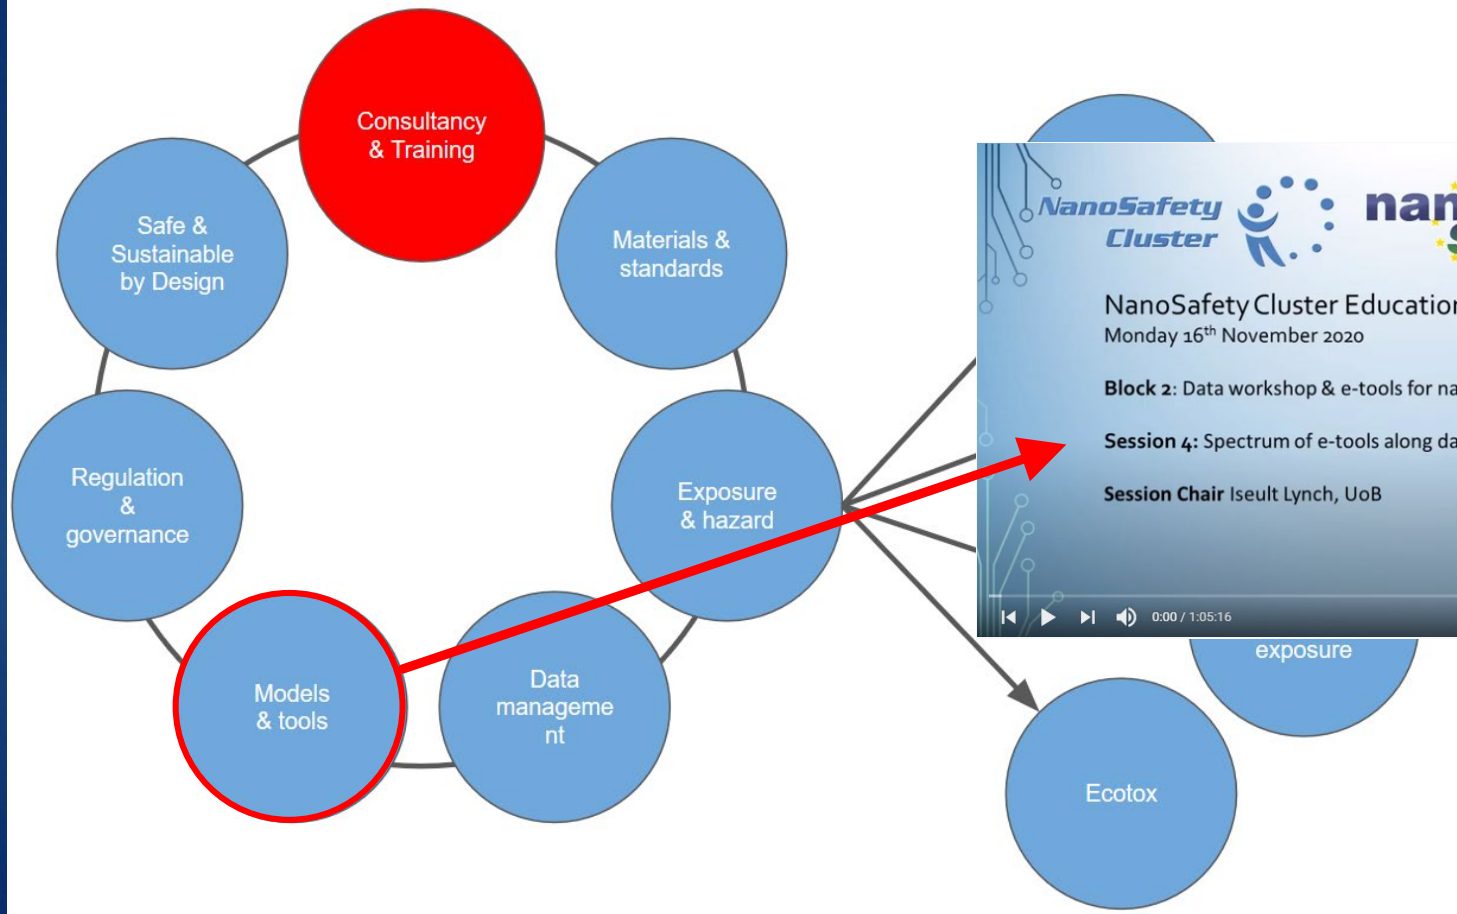 Consultancy
& Training
Safe &
Sustainable
by Design
Materials &
standards
Regulation
&
governance
Exposure
& hazard
Models
& tools
Data
manageme
nt
NanoSafety
Cluster
nan
S
NanoSafety Cluster Education
Monday 16th November 2020
Block 2: Data workshop & e-tools for na
Session 4: Spectrum of e-tools along da
Session Chair Iseult Lynch, UoB
0:00 / 1:05:16
exposure
Ecotox